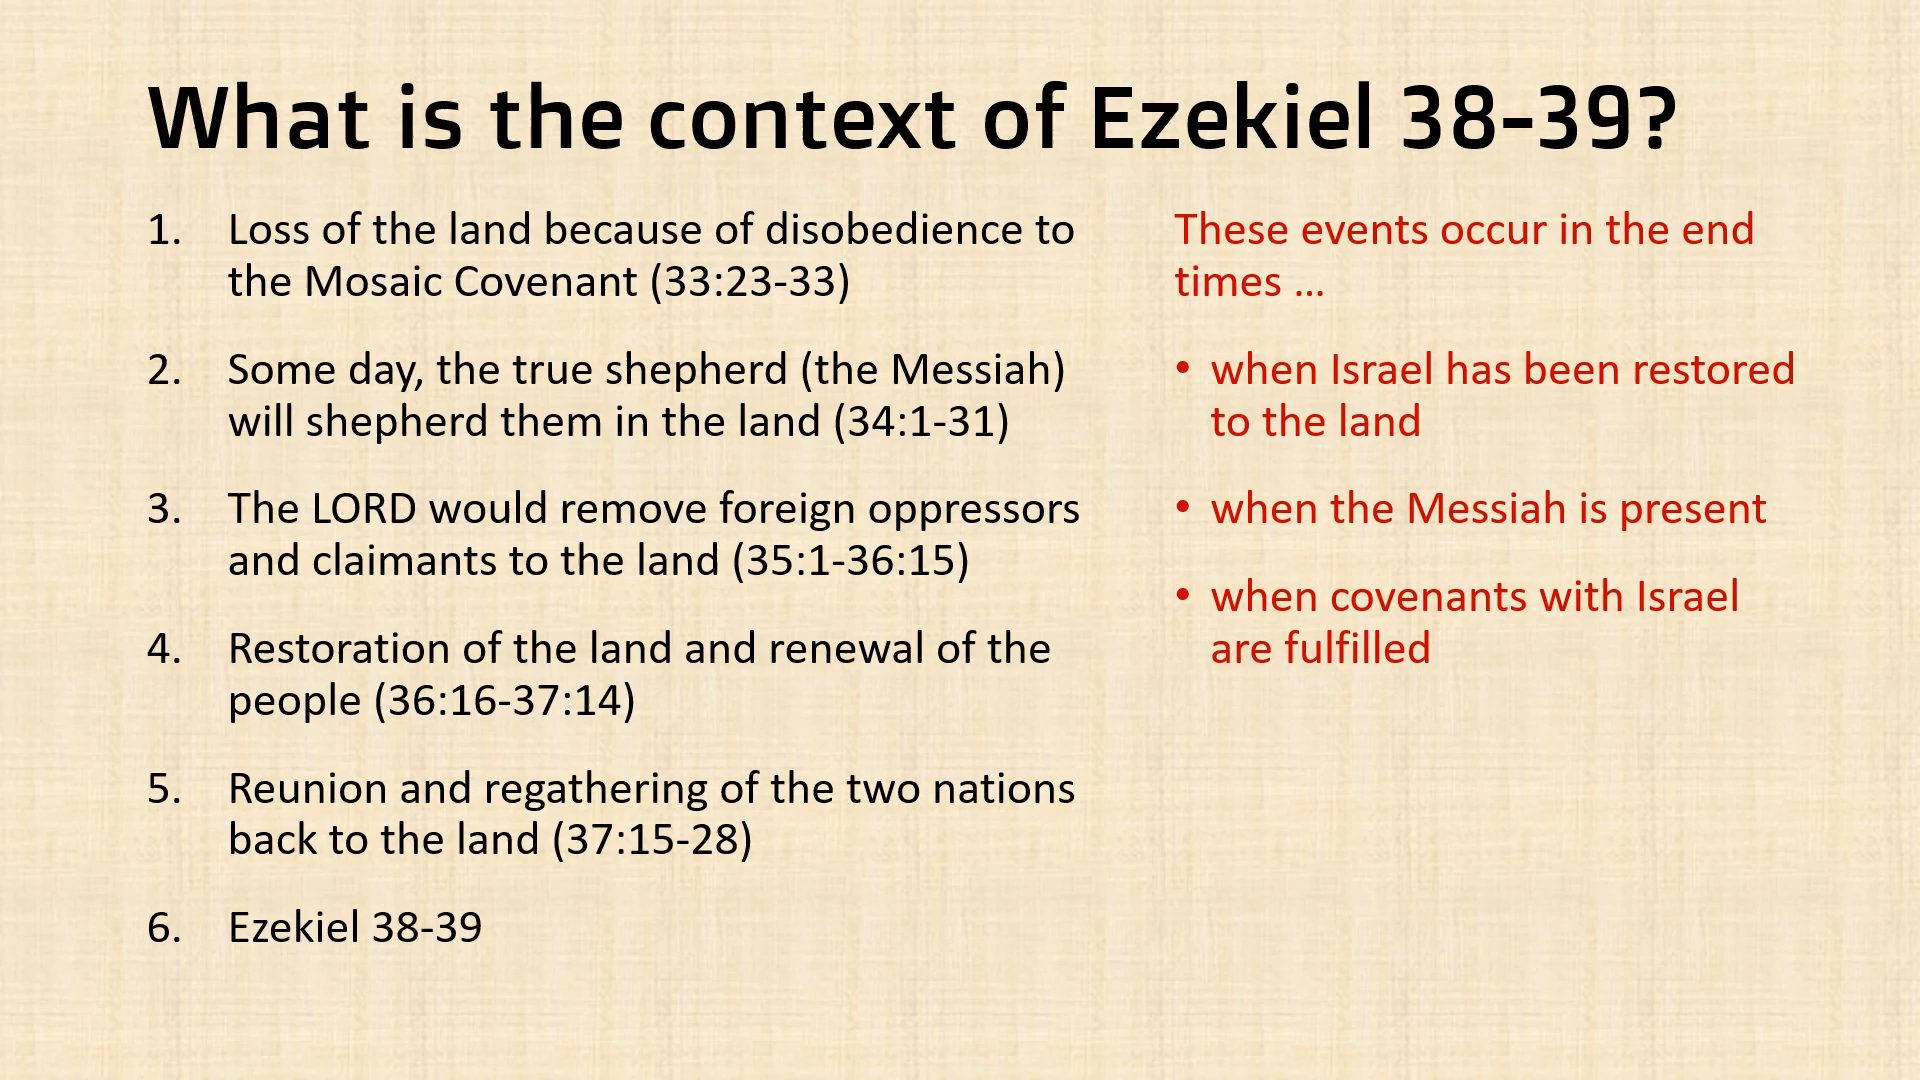 What is the context of Ezekiel 38-39?
1. Loss of the land because of disobedience to
the Mosaic Covenant (33:23-33)
2. Some day, the true shepherd (the Messiah)
will shepherd them in the land (34:1-31)
3. The LORD would remove foreign oppressors
and claimants to the land (35:1-36:15)
4. Restoration of the land and renewal of the
people (36:16-37:14)
5. Reunion and regathering of the two nations
back to the land (37:15-28)
6. Ezekiel 38-39
These events occur in the end
times …
• when Israel has been restored
to the land
• when the Messiah is present
• when covenants with Israel
are fulfilled